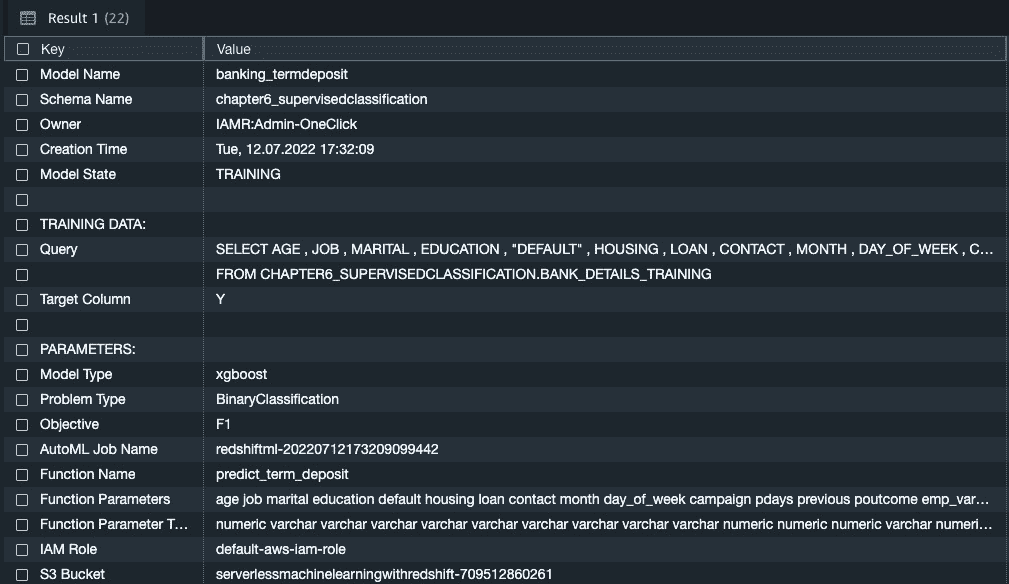 Result 1 (22)
Key Value
Model Name banking_termdeposit
Schema Name chapter6_supervisedclassification
Owner IAMR:Admin-OneClick
Creation Time Tue, 12.07.2022 17:32:09
Model State TRAINING
TRAINING DATA:
Query SELECT AGE , JOB , MARITAL , EDUCATION , "DEFAULT" , HOUSING , LOAN , CONTACT , MONTH , DAY_OF_WEEK , C...
FROM CHAPTER6_SUPERVISEDCLASSIFICATION.BANK_DETAILS_TRAINING
Target Column Y
PARAMETERS:
Model Type xgboost
Problem Type BinaryClassification
Objective F1
AutoML Job Name redshiftml-20220712173209099442
Function Name predict_term_deposit
Function Parameters age job marital education default housing loan contact month day_of_week campaign pdays previous poutcome emp_var...
Function Parameter T... numeric varchar varchar varchar varchar varchar varchar varchar varchar varchar numeric numeric numeric varchar numeri...
IAM Role default-aws-iam-role
S3 Bucket serverlessmachinelearningwithredshift-709512860261